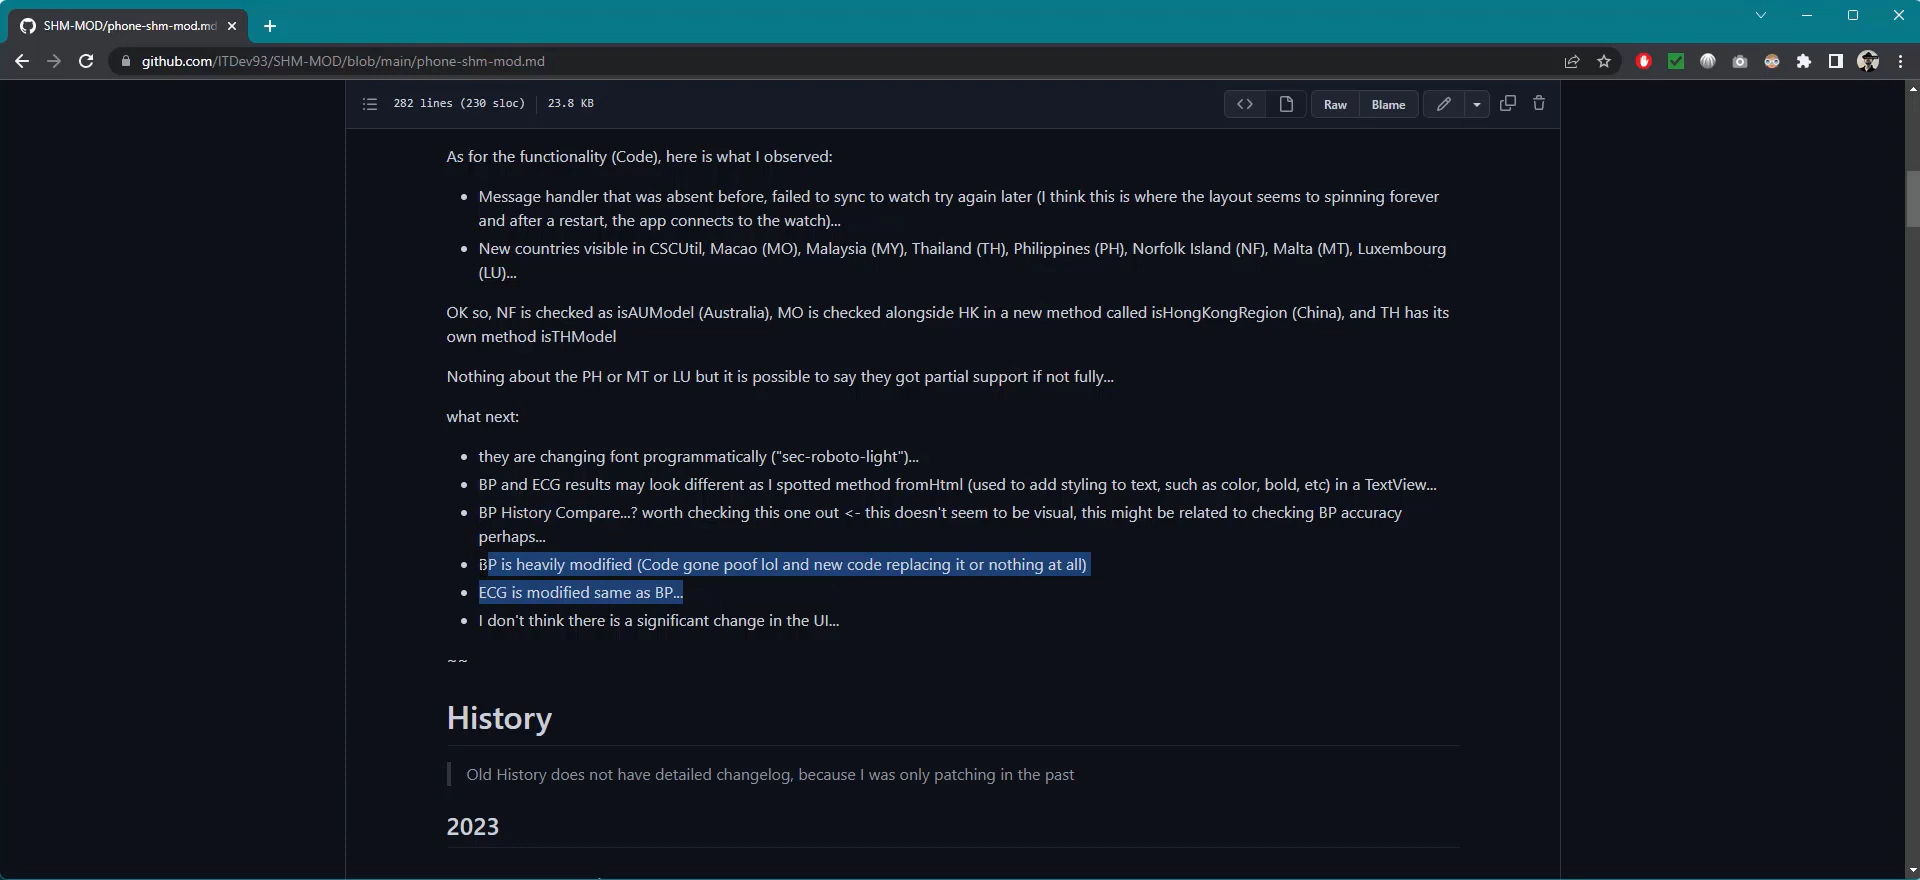 SHM-MOD/phone-shm-mod.md
github.com/ITDev93/SHM-MOD/blob/main/phone-shm-mod.md
282 lines (230 sloc) 23.8 KB
Raw Blame
As for the functionality (Code), here is what I observed:
Message handler that was absent before, failed to sync to watch try again later (I think this is where the layout seems to spinning forever
and after a restart, the app connects to the watch)...
New countries visible in CSCUtil, Macao (MO), Malaysia (MY), Thailand (TH), Philippines (PH), Norfolk Island (NF), Malta (MT), Luxembourg
(LU)...
OK so, NF is checked as isAUModel (Australia), MO is checked alongside HK in a new method called isHongKongRegion (China), and TH has its
own method isTHModel
Nothing about the PH or MT or LU but it is possible to say they got partial support if not fully...
what next:
they are changing font programmatically ("sec-roboto-light")...
BP and ECG results may look different as I spotted method fromHtml (used to add styling to text, such as color, bold, etc) in a TextView...
BP History Compare...? worth checking this one out <- this doesn't seem to be visual, this might be related to checking BP accuracy
perhaps...
BP is heavily modified (Code gone poof lol and new code replacing it or nothing at all)
ECG is modified same as BP...
I don't think there is a significant change in the UI...
~~
History
Old History does not have detailed changelog, because I was only patching in the past
2023